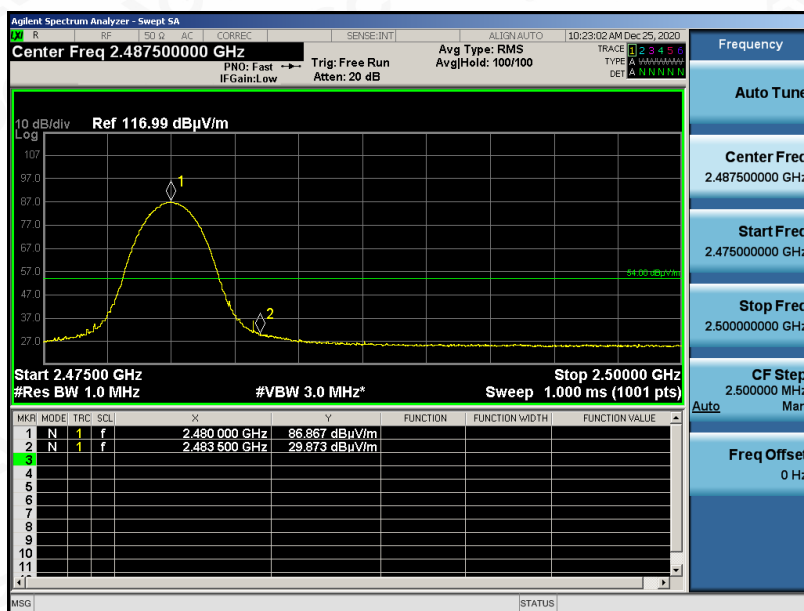 Agilent Spectrum Analyzer - Swept SA
LXI R RF 50 Ω AC CORREC SENSE:INT ALIGN AUTO 10:23:02 AM Dec 25, 2020
Center Freq 2.487500000 GHz
PNO: Fast
IFGain:Low
Trig: Free Run
Atten: 20 dB
Avg Type: RMS
Avg|Hold: 100/100
TRACE 1 2 3 4 5 6
TYPE A WWWWW
DET A N N N N N
10 dB/div Ref 116.99 dBµV/m
Log
107
97.0
87.0
77.0
67.0
57.0
47.0
37.0
27.0
1
2
54.00 dBµV/m
Start 2.47500 GHz Stop 2.50000 GHz
#Res BW 1.0 MHz #VBW 3.0 MHz* Sweep 1.000 ms (1001 pts)
MKR MODE TRC SCL X Y FUNCTION FUNCTION WIDTH FUNCTION VALUE
1 N 1 f 2.480 000 GHz 86.867 dBµV/m
2 N 1 f 2.483 500 GHz 29.873 dBµV/m
3
4
5
6
7
8
9
10
11
MSG STATUS
Frequency
Auto Tune
Center Freq
2.487500000 GHz
Start Freq
2.475000000 GHz
Stop Freq
2.500000000 GHz
CF Step
2.500000 MHz
Auto Man
Freq Offset
0 Hz